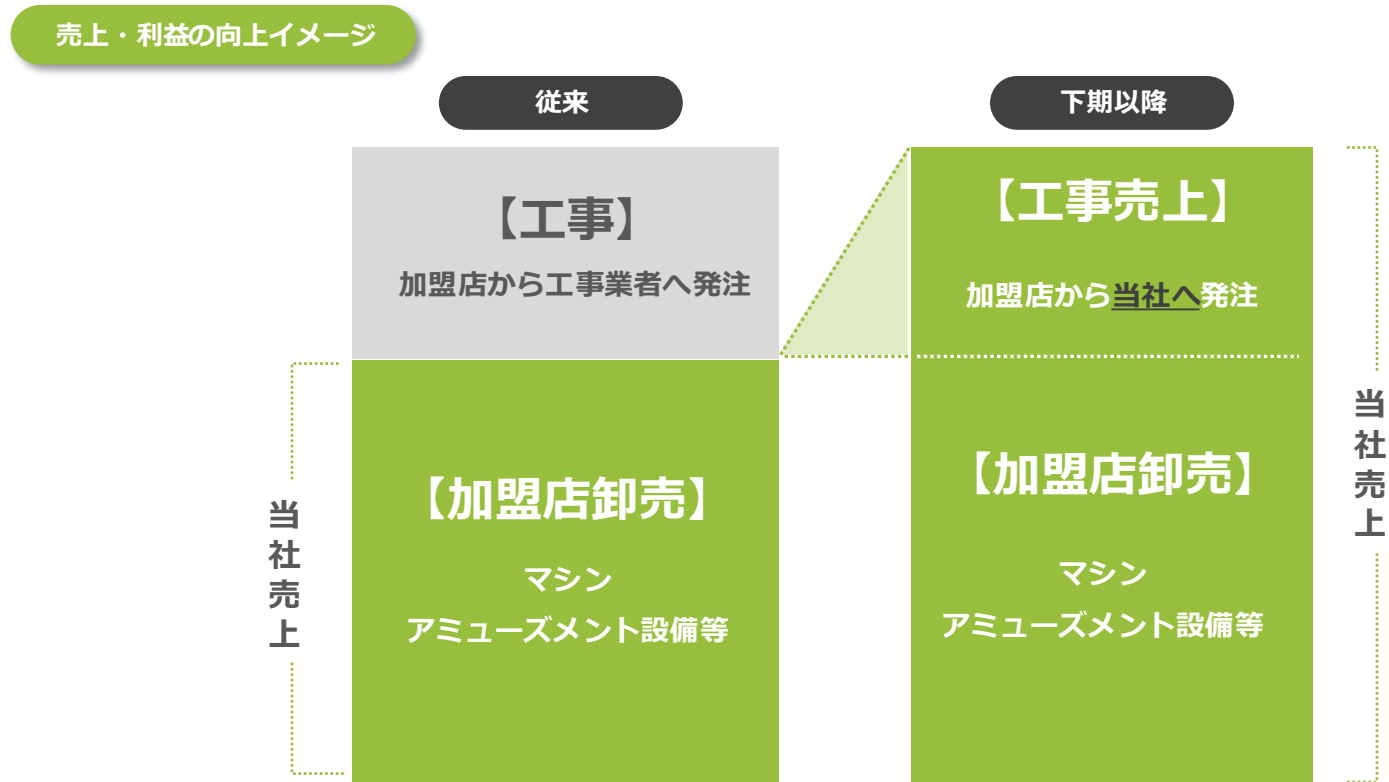 売上・利益の向上イメージ
従来
【工事】
加盟店から工事業者へ発注
当社売上
【加盟店卸売】
マシン
アミューズメント設備等
下期以降
【工事売上】
加盟店から当社へ発注
【加盟店卸売】
マシン
アミューズメント設備等
当社売上